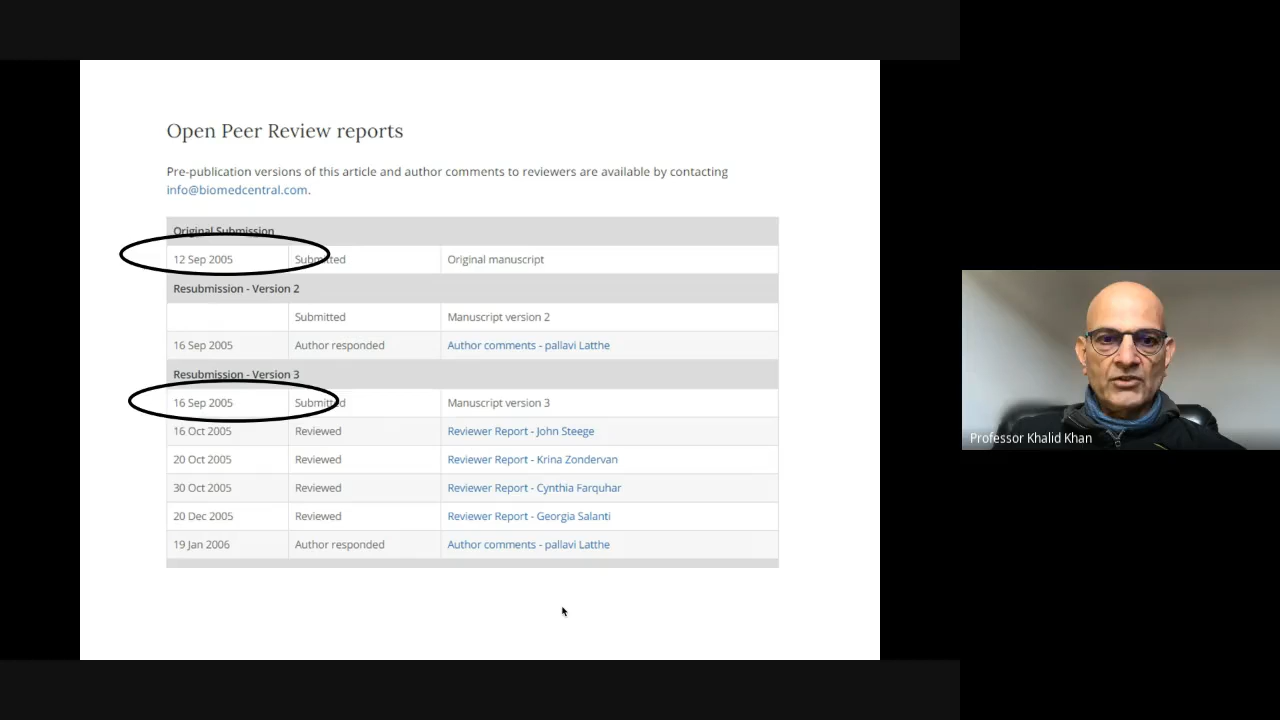 Open Peer Review reports
Pre-publication versions of this article and author comments to reviewers are available by contacting
info@biomedcentral.com.
Original Submission
12 Sep 2005 Submitted Original manuscript
Resubmission - Version 2
Submitted Manuscript version 2
16 Sep 2005 Author responded Author comments - pallavi Latthe
Resubmission - Version 3
16 Sep 2005 Submitted Manuscript version 3
16 Oct 2005 Reviewed Reviewer Report - John Steege
20 Oct 2005 Reviewed Reviewer Report - Krina Zondervan
30 Oct 2005 Reviewed Reviewer Report - Cynthia Farquhar
20 Dec 2005 Reviewed Reviewer Report - Georgia Salanti
19 Jan 2006 Author responded Author comments - pallavi Latthe
Professor Khalid Khan